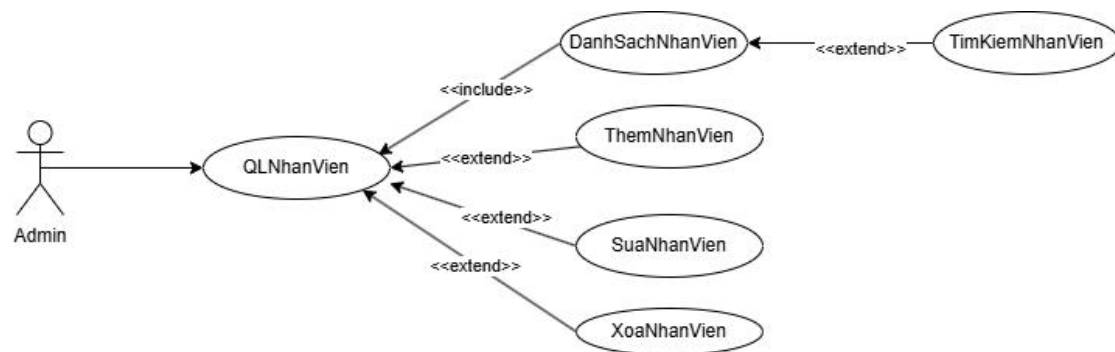 DanhSachNhanVien
<<extend>>
TimKiemNhanVien
<<include>>
ThemNhanVien
<<extend>>
QLNhanVien
Admin
<<extend>>
SuaNhanVien
<<extend>>
XoaNhanVien